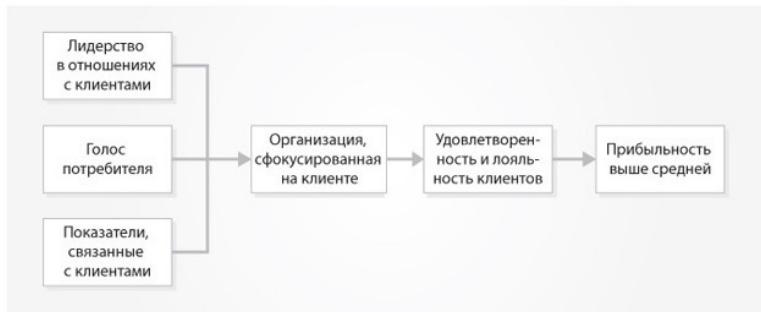 Лидерство
в отношениях
с клиентами
Голос
потребителя
Показатели,
связанные
с клиентами
Организация,
сфокусированная
на клиенте
Удовлетворен-
ность и лояль-
ность клиентов
Прибыльность
выше средней